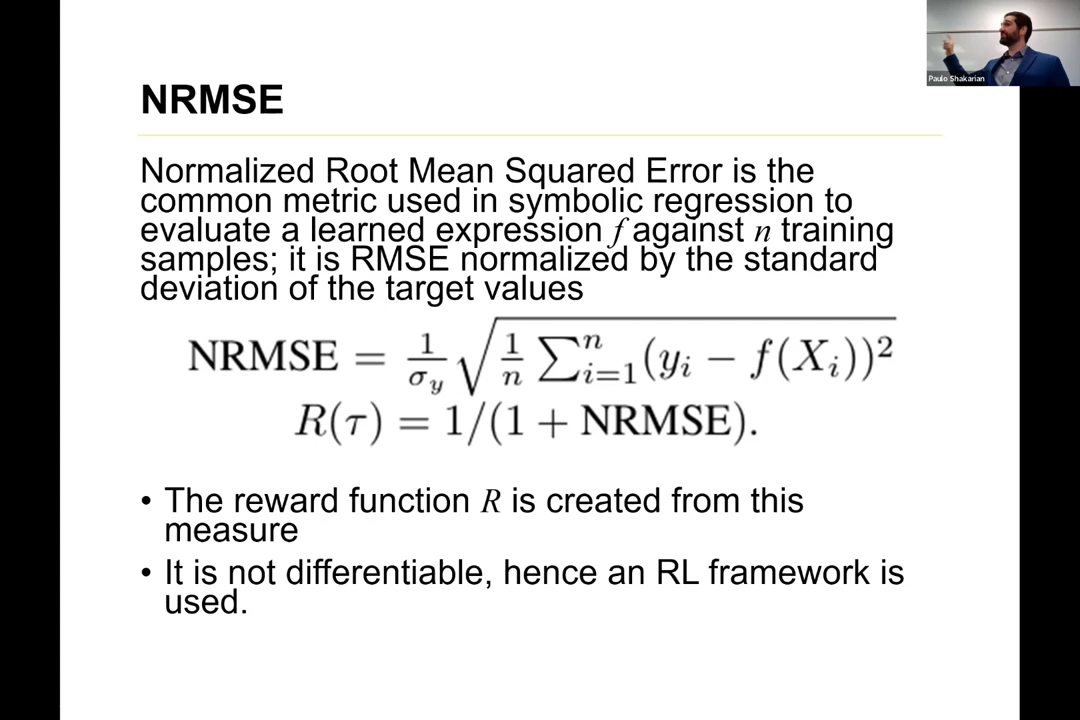 Paulo Shakarian
NRMSE
Normalized Root Mean Squared Error is the
common metric used in symbolic regression to
evaluate a learned expression f against n training
samples; it is RMSE normalized by the standard
deviation of the target values
NRMSE = \frac{1}{σ_y} \sqrt{\frac{1}{n} ∑_{i=1}^{n} (y_i − f(X_i))^2}
R(τ) = 1/(1 + NRMSE).
• The reward function R is created from this
measure
• It is not differentiable, hence an RL framework is
used.